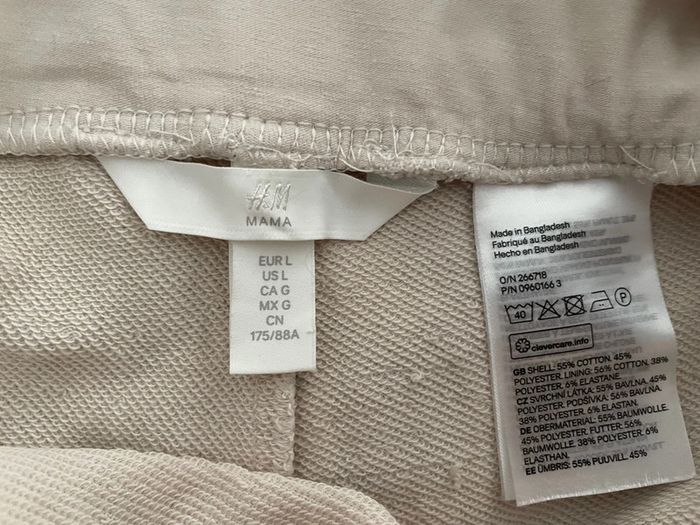 H&M
MAMA
EUR L
US L
CA G
MX G
CN
175/88A
Made in Bangladesh
Fabriqué au Bangladesh
Hecho en Bangladesh
O/N 266718
P/N 0960166 3
40
P
clevercare.info
GB SHELL: 55% COTTON. 45%
POLYESTER. LINING: 56% COTTON. 38%
POLYESTER. 6% ELASTANE.
CZ SVRCHNÍ LÁTKA: 55% BAVLNA. 45%
POLYESTER. PODŠÍVKA: 56% BAVLNA.
38% POLYESTER. 6% ELASTAN.
DE OBERMATERIAL: 55% BAUMWOLLE.
45% POLYESTER. FUTTER: 56%
BAUMWOLLE. 38% POLYESTER. 6%
ELASTHAN.
EE ÜMBRIS: 55% PUUVILL. 45%